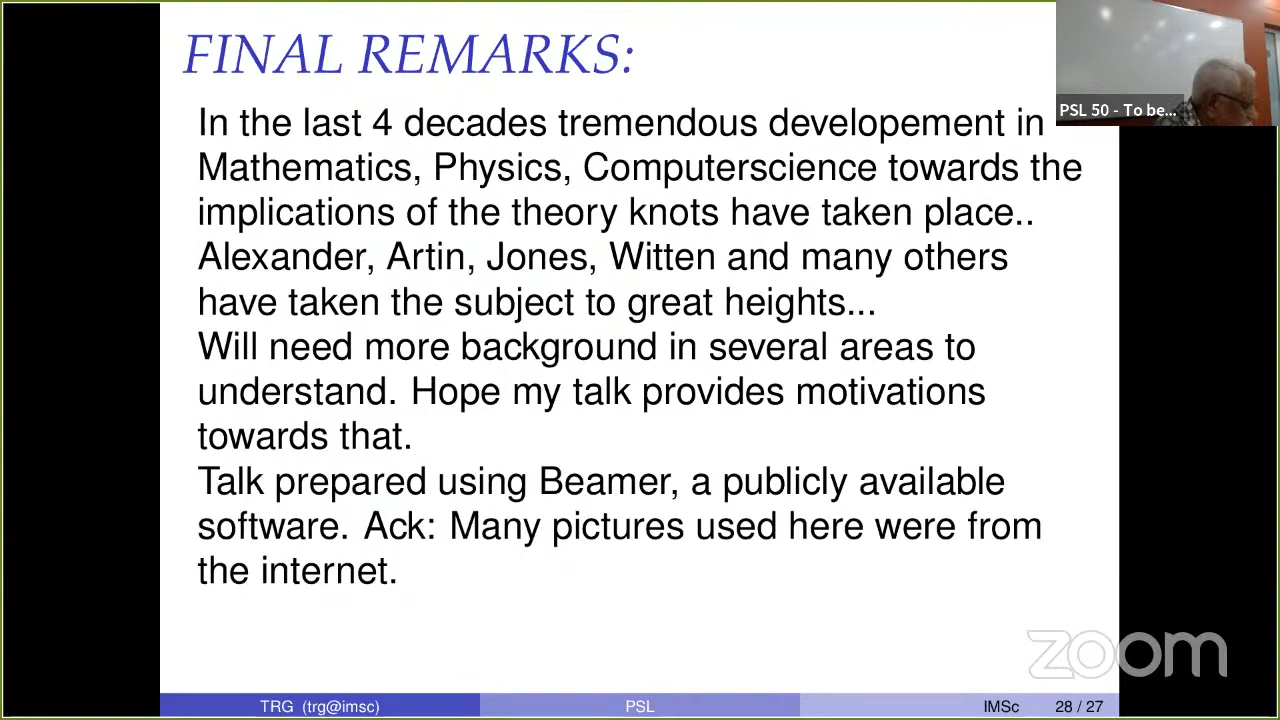 FINAL REMARKS:
In the last 4 decades tremendous developement in
Mathematics, Physics, Computerscience towards the
implications of the theory knots have taken place..
Alexander, Artin, Jones, Witten and many others
have taken the subject to great heights...
Will need more background in several areas to
understand. Hope my talk provides motivations
towards that.
Talk prepared using Beamer, a publicly available
software. Ack: Many pictures used here were from
the internet.
PSL 50 - To be...
zoom
TRG (trg@imsc) PSL IMSc 28 / 27